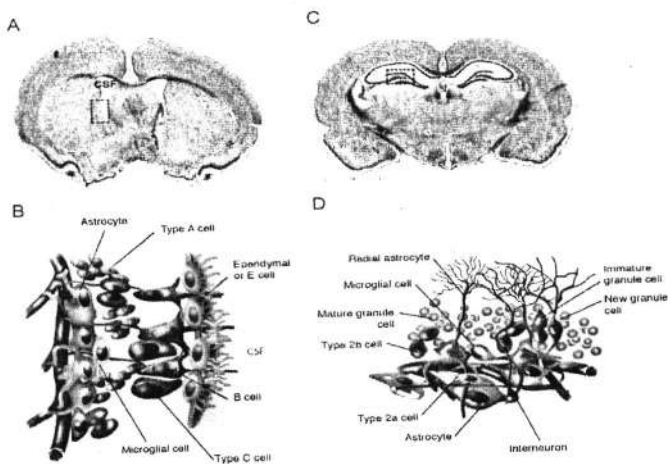 A
C
CSF
B
Astrocyte
Type A cell
Ependymal
or E cell
CSF
B cell
Microglial cell
Type C cell
D
Radial astrocyte
Microglial cell
Mature granule
cell
Type 2b cell
Immature
granule cell
New granule
cell
Type 2a cell
Astrocyte
Interneuron